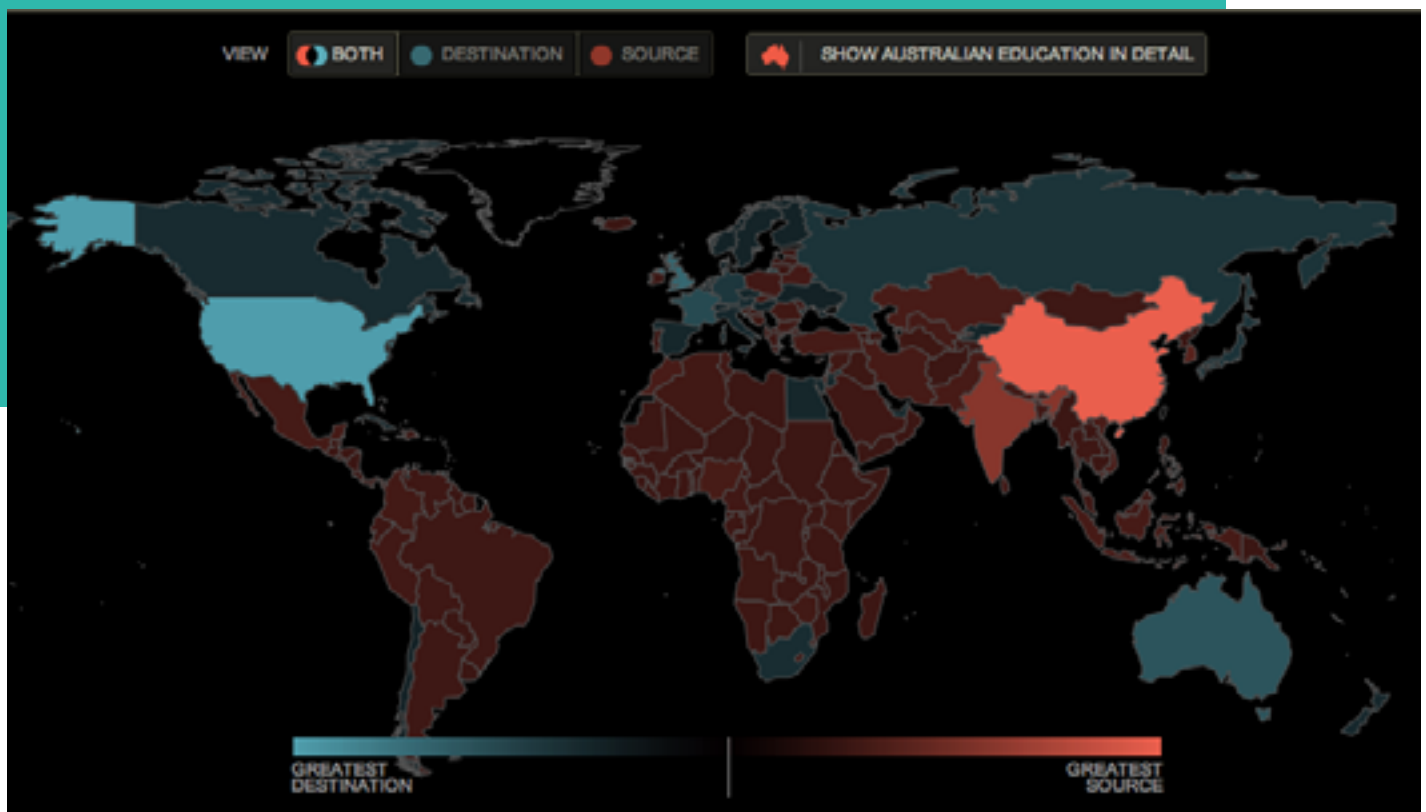 VIEW BOTH DESTINATION SOURCE SHOW AUSTRALIAN EDUCATION IN DETAIL
GREATEST
DESTINATION
GREATEST
SOURCE